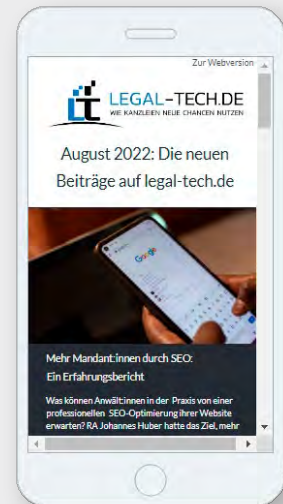 Zur Webversion
LEGAL-TECH.DE
WIE KANZLEIEN NEUE CHANCEN NUTZEN
August 2022: Die neuen
Beiträge auf legal-tech.de
Google
Mehr Mandant:innen durch SEO:
Ein Erfahrungsbericht
Was können Anwält:innen in der Praxis von einer
professionellen SEO-Optimierung ihrer Website
erwarten? RA Johannes Huber hatte das Ziel, mehr